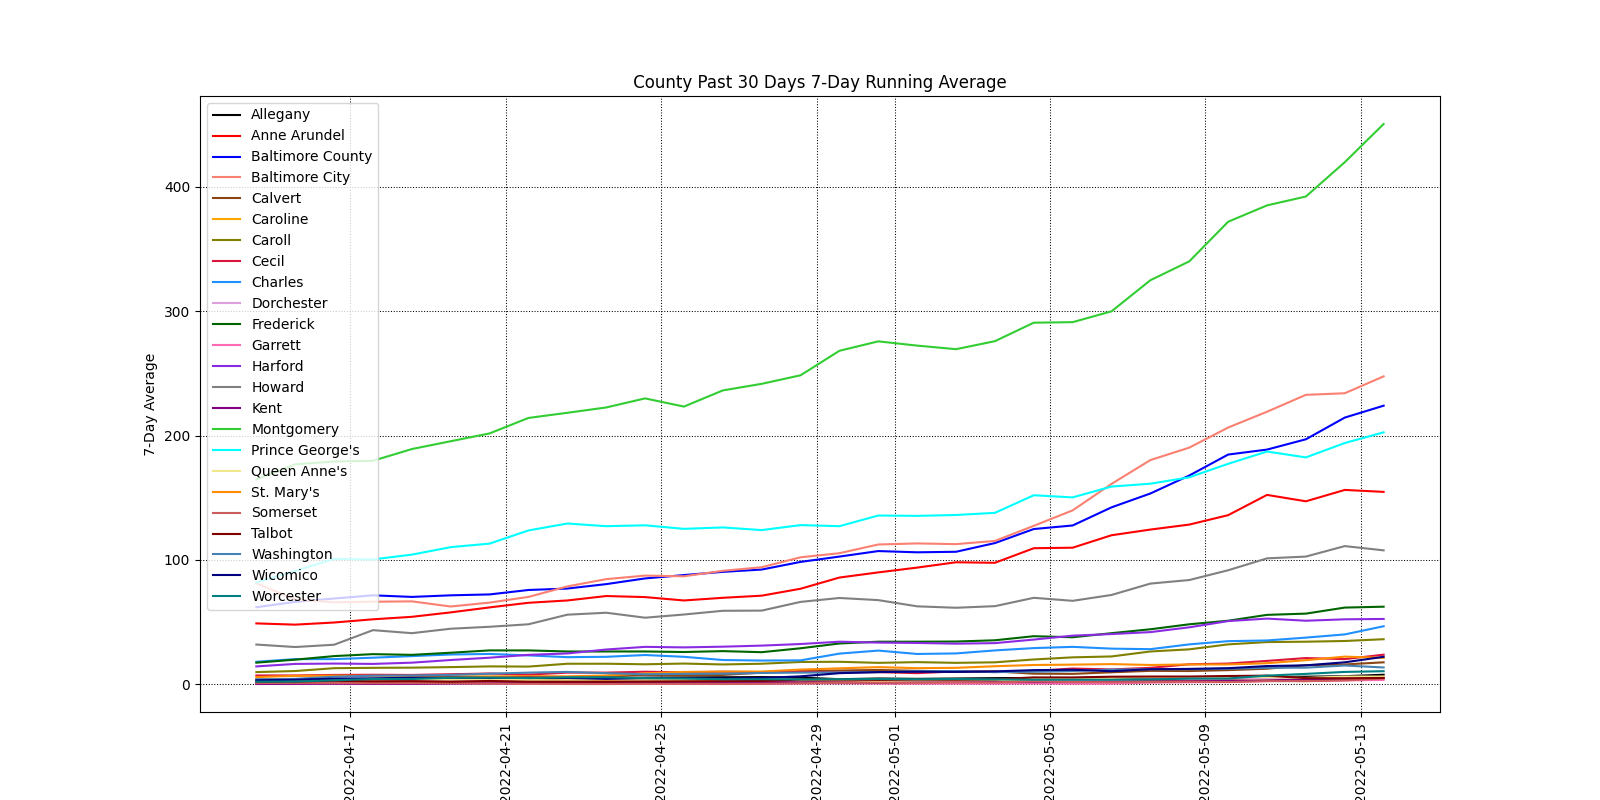 County Past 30 Days 7-Day Running Average
7-Day Average
400
300
200
100
0
Allegany
Anne Arundel
Baltimore County
Baltimore City
Calvert
Caroline
Caroll
Cecil
Charles
Dorchester
Frederick
Garrett
Harford
Howard
Kent
Montgomery
Prince George's
Queen Anne's
St. Mary's
Somerset
Talbot
Washington
Wicomico
Worcester
2022-04-17
2022-04-21
2022-04-25
2022-04-29
2022-05-01
2022-05-05
2022-05-09
2022-05-13